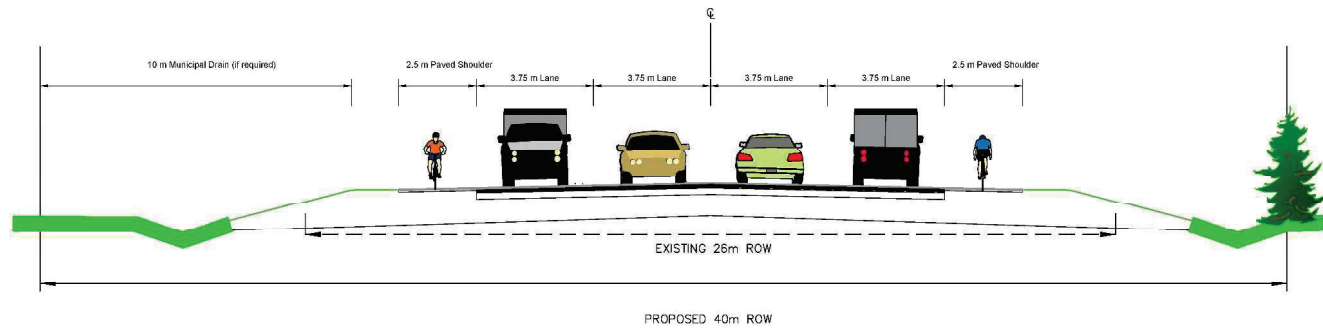 ℄
10 m Municipal Drain (if required)
2.5 m Paved Shoulder
3.75 m Lane
3.75 m Lane
3.75 m Lane
3.75 m Lane
2.5 m Paved Shoulder
EXISTING 26m ROW
PROPOSED 40m ROW